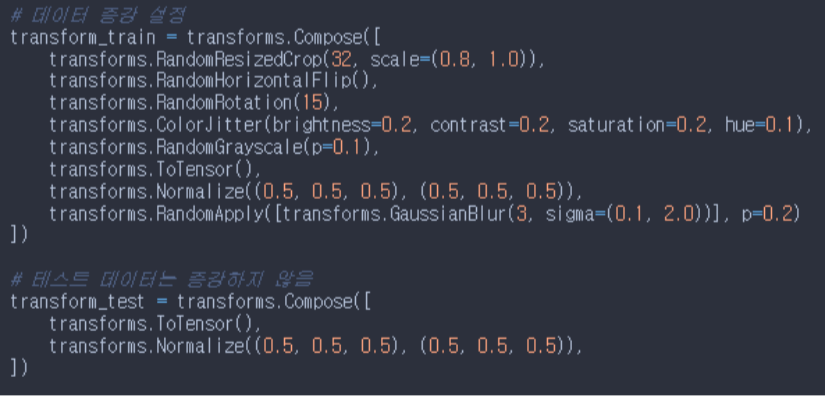 # 데이터 증강 설정
transform_train = transforms.Compose([
    transforms.RandomResizedCrop(32, scale=(0.8, 1.0)),
    transforms.RandomHorizontalFlip(),
    transforms.RandomRotation(15),
    transforms.ColorJitter(brightness=0.2, contrast=0.2, saturation=0.2, hue=0.1),
    transforms.RandomGrayscale(p=0.1),
    transforms.ToTensor(),
    transforms.Normalize((0.5, 0.5, 0.5), (0.5, 0.5, 0.5)),
    transforms.RandomApply([transforms.GaussianBlur(3, sigma=(0.1, 2.0))], p=0.2)
])
# 테스트 데이터는 증강하지 않음
transform_test = transforms.Compose([
    transforms.ToTensor(),
    transforms.Normalize((0.5, 0.5, 0.5), (0.5, 0.5, 0.5)),
])